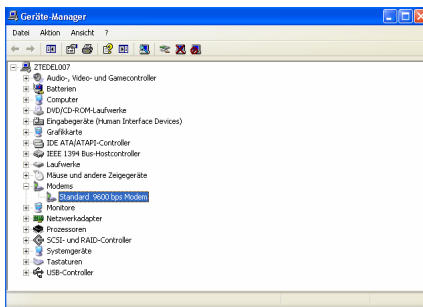 Geräte-Manager
Datei Aktion Ansicht ?
ZTEDEL007
Audio-, Video- und Gamecontroller
Batterien
Computer
DVD/CD-ROM-Laufwerke
Eingabegeräte (Human Interface Devices)
Grafikkarte
IDE ATA/ATAPI-Controller
IEEE 1394 Bus-Hostcontroller
Laufwerke
Mäuse und andere Zeigegeräte
Modems
Standard 9600 bps Modem
Monitore
Netzwerkadapter
Prozessoren
SCSI- und RAID-Controller
Systemgeräte
Tastaturen
USB-Controller